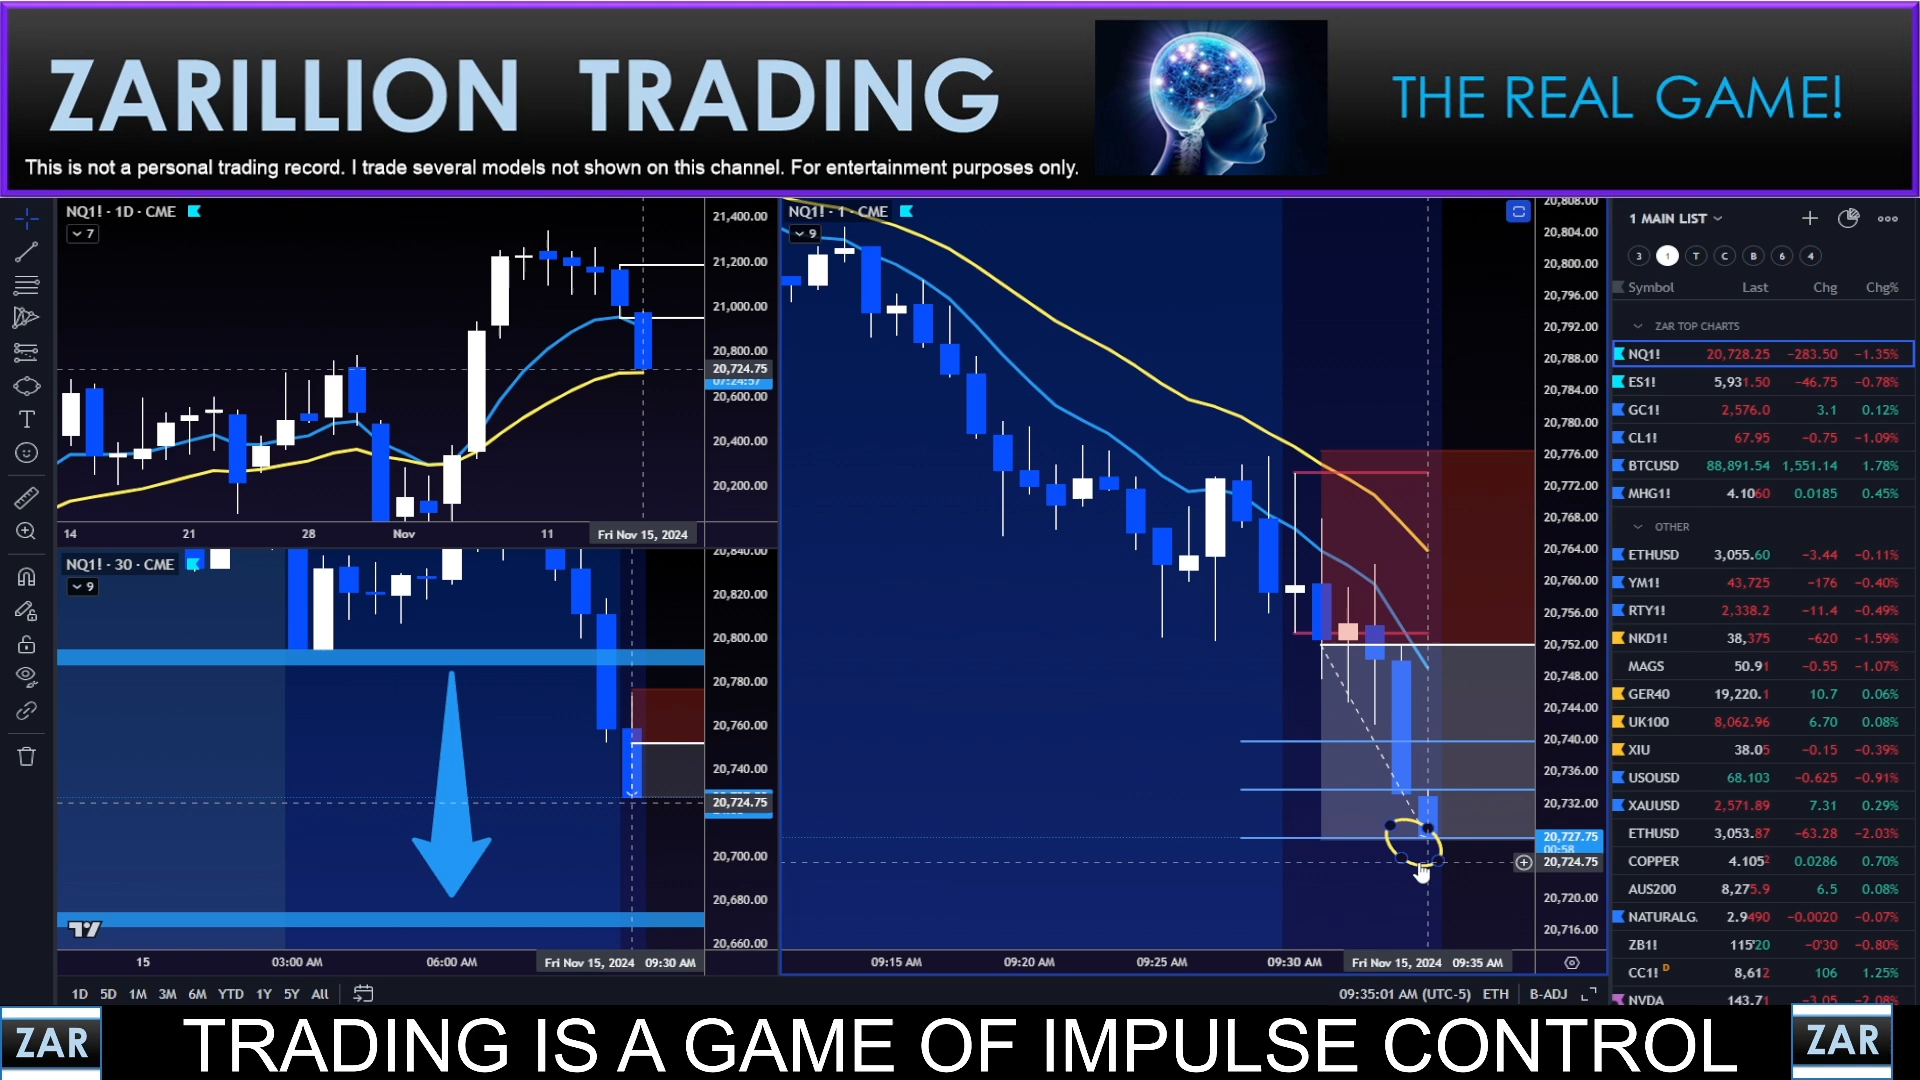 ZARILLION TRADING
THE REAL GAME!
This is not a personal trading record. I trade several models not shown on this channel. For entertainment purposes only.
NQ1! · 1D · CME
7
21,400.00
21,200.00
21,000.00
20,800.00
20,724.75
07:24:57
20,600.00
20,400.00
20,200.00
14 21 28 Nov 11 Fri Nov 15, 2024
NQ1! · 30 · CME
9
20,840.00
20,820.00
20,800.00
20,780.00
20,760.00
20,740.00
20,724.75
20,700.00
20,680.00
20,660.00
15 03:00 AM 06:00 AM Fri Nov 15, 2024 09:30 AM
NQ1! · 1 · CME
9
20,808.00
20,804.00
20,800.00
20,796.00
20,792.00
20,788.00
20,784.00
20,780.00
20,776.00
20,772.00
20,768.00
20,764.00
20,760.00
20,756.00
20,752.00
20,748.00
20,744.00
20,740.00
20,736.00
20,732.00
20,727.75
00:58
20,724.75
20,720.00
20,716.00
09:15 AM 09:20 AM 09:25 AM 09:30 AM Fri Nov 15, 2024 09:35 AM
1D 5D 1M 3M 6M YTD 1Y 5Y All
09:35:01 AM (UTC-5) ETH B-ADJ
1 MAIN LIST
3 1 T C B 6 4
Symbol Last Chg Chg%
ZAR TOP CHARTS
NQ1! 20,728.25 −283.50 −1.35%
ES1! 5,931.50 −46.75 −0.78%
GC1! 2,576.0 3.1 0.12%
CL1! 67.95 −0.75 −1.09%
BTCUSD 88,891.54 1,551.14 1.78%
MHG1! 4.1060 0.0185 0.45%
OTHER
ETHUSD 3,055.60 −3.44 −0.11%
YM1! 43,725 −176 −0.40%
RTY1! 2,338.2 −11.4 −0.49%
NKD1! 38,375 −620 −1.59%
MAGS 50.91 −0.55 −1.07%
GER40 19,220.1 10.7 0.06%
UK100 8,062.96 6.70 0.08%
XIU 38.05 −0.15 −0.39%
USOUSD 68.103 −0.625 −0.91%
XAUUSD 2,571.89 7.31 0.29%
ETHUSD 3,053.87 −63.28 −2.03%
COPPER 4.105² 0.0286 0.70%
AUS200 8,275.9 6.5 0.08%
NATURALG. 2.9490 −0.0020 −0.07%
ZB1! 115'20 −0'30 −0.80%
CC1! D 8,612 106 1.25%
NVDA 143.71 −3.05 −2.08%
ZAR
TRADING IS A GAME OF IMPULSE CONTROL
ZAR